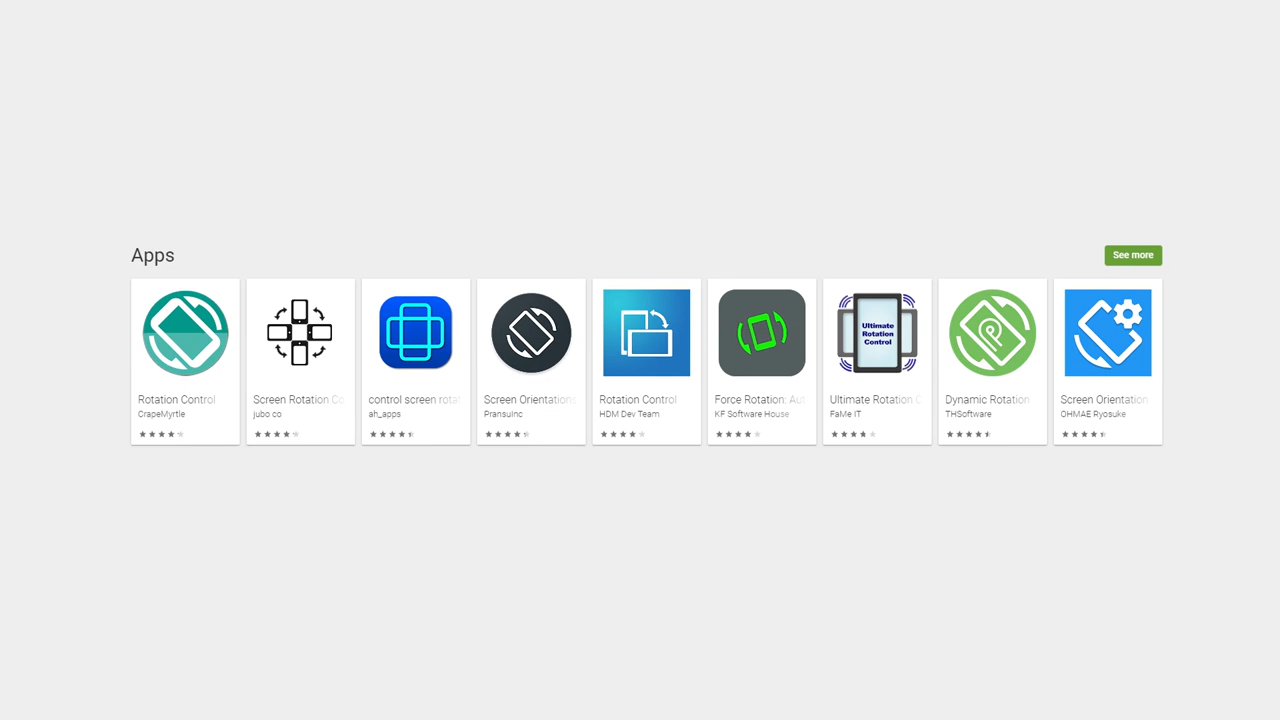 Apps
See more
Rotation Control
CrapeMyrtle
Screen Rotation Co
jubo co
control screen rotat
ah_apps
Screen Orientations
PransuInc
Rotation Control
HDM Dev Team
Force Rotation: Aut
KF Software House
Ultimate
Rotation
Control
Ultimate Rotation C
FaMe IT
Dynamic Rotation
THSoftware
Screen Orientation
OHMAE Ryosuke